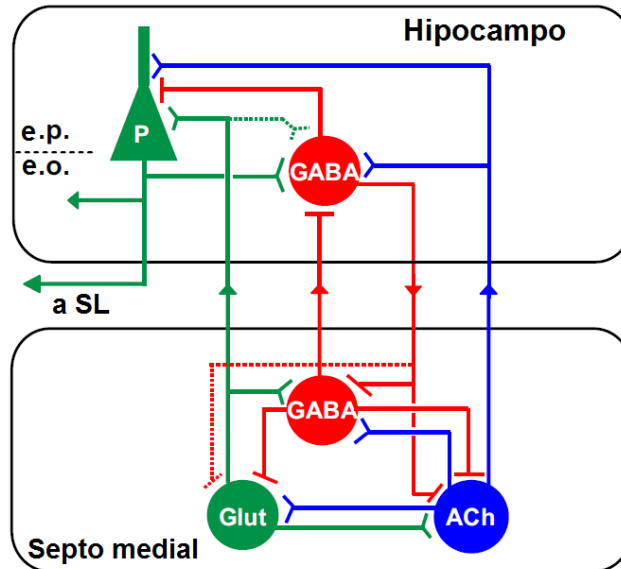 Hipocampo
P
e.p.
e.o.
GABA
a SL
GABA
Glut
ACh
Septo medial